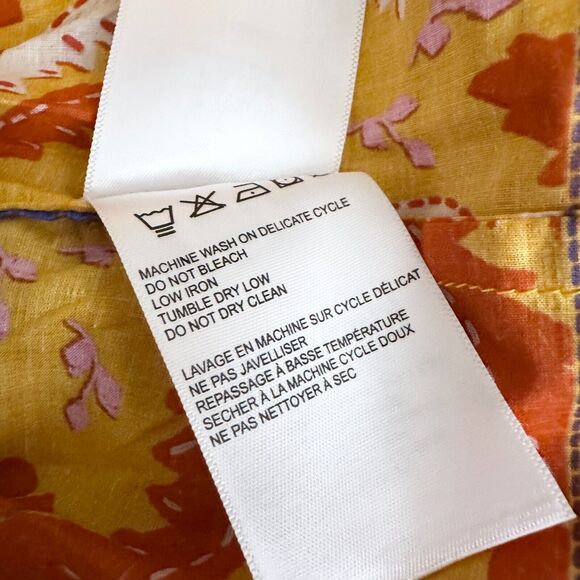 MACHINE WASH ON DELICATE CYCLE
DO NOT BLEACH
LOW IRON
TUMBLE DRY LOW
DO NOT DRY CLEAN
LAVAGE EN MACHINE SUR CYCLE DÉLICAT
NE PAS JAVELLISER
REPASSAGE À BASSE TEMPÉRATURE
SECHER À LA MACHINE CYCLE DOUX
NE PAS NETTOYER À SEC